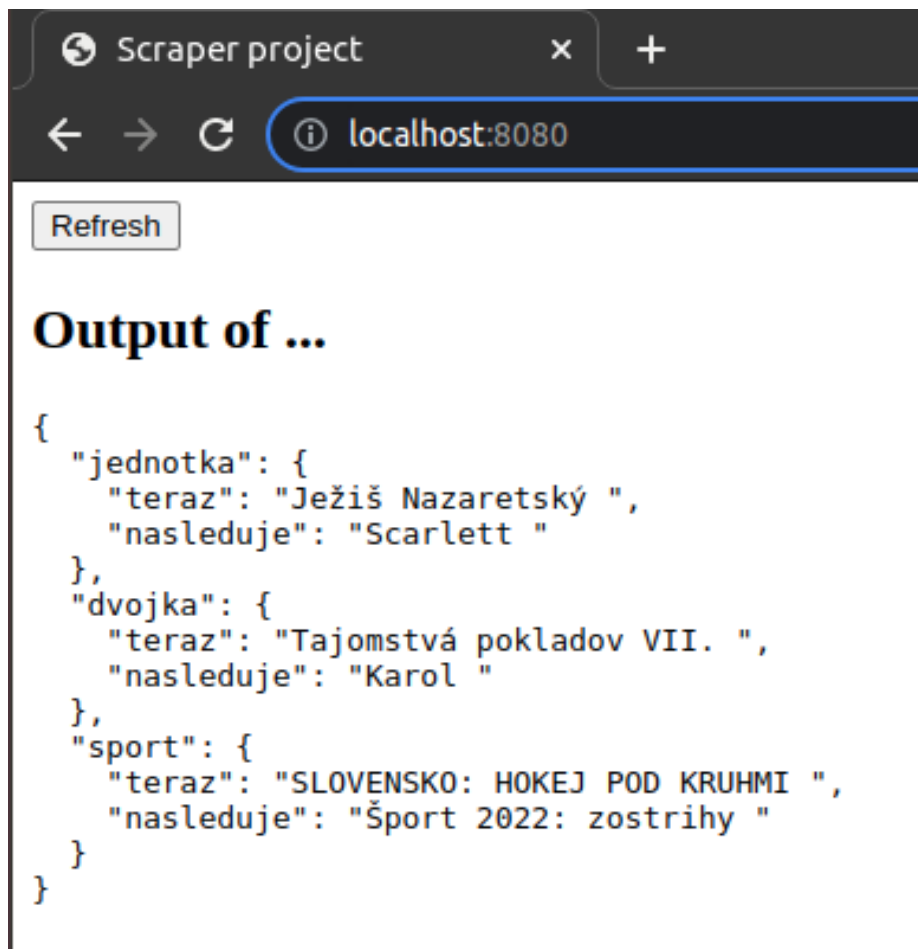 Scraper project
localhost:8080
Refresh
Output of ...
{
  "jednotka": {
    "teraz": "Ježiš Nazaretský ",
    "nasleduje": "Scarlett "
  },
  "dvojka": {
    "teraz": "Tajomstvá pokladov VII. ",
    "nasleduje": "Karol "
  },
  "sport": {
    "teraz": "SLOVENSKO: HOKEJ POD KRUHMI ",
    "nasleduje": "Šport 2022: zostrihy "
  }
}